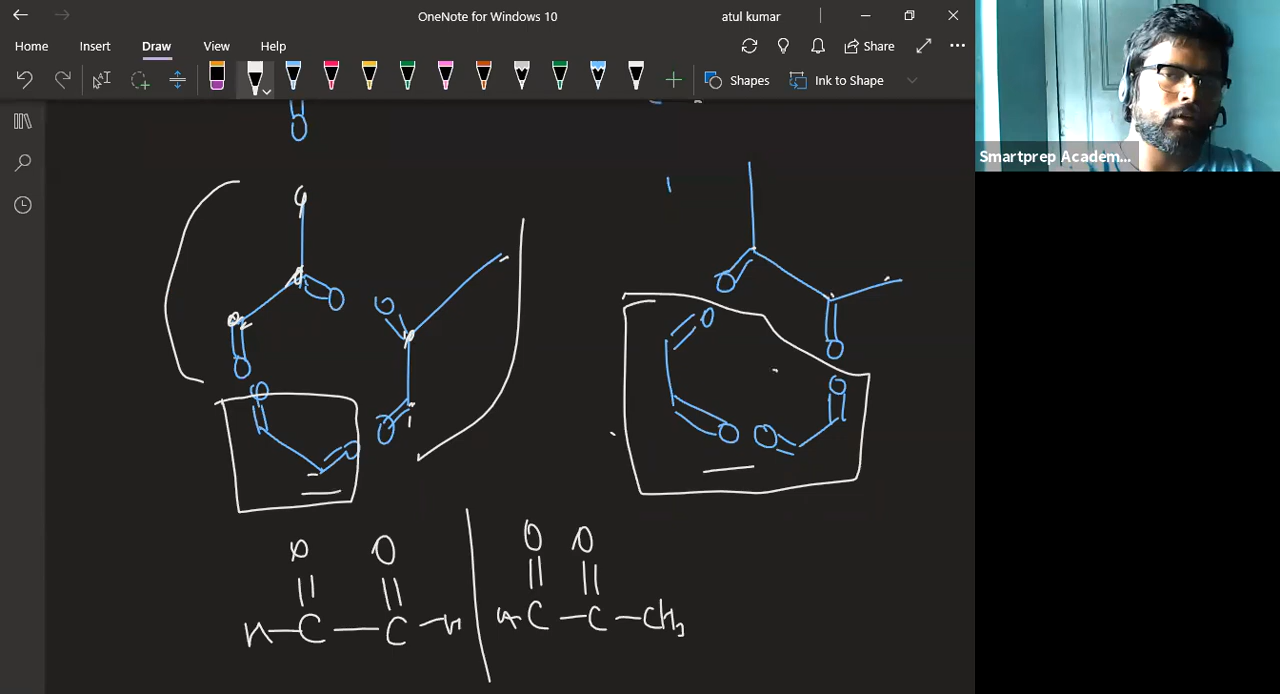 OneNote for Windows 10
atul kumar
Home Insert Draw View Help
Share
Shapes
Ink to Shape
Smartprep Academ...
O
O
O
O
O
O
O
O
O
O
O
O
O
O
O O
O O
H—C—C—H
H C—C—CH3